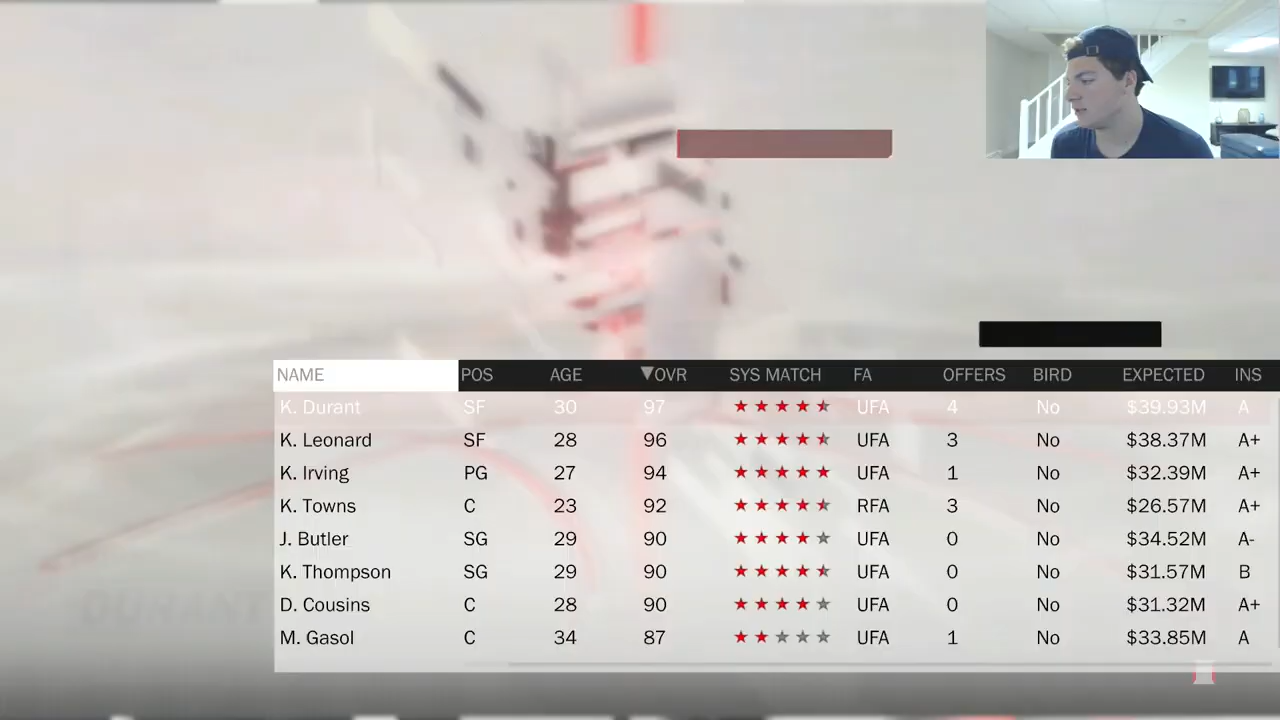 NAME POS AGE ▼OVR SYS MATCH FA OFFERS BIRD EXPECTED INS
K. Durant SF 30 97 UFA 4 No $39.93M A
K. Leonard SF 28 96 UFA 3 No $38.37M A+
K. Irving PG 27 94 UFA 1 No $32.39M A+
K. Towns C 23 92 RFA 3 No $26.57M A+
J. Butler SG 29 90 UFA 0 No $34.52M A-
K. Thompson SG 29 90 UFA 0 No $31.57M B
D. Cousins C 28 90 UFA 0 No $31.32M A+
M. Gasol C 34 87 UFA 1 No $33.85M A
DURANT